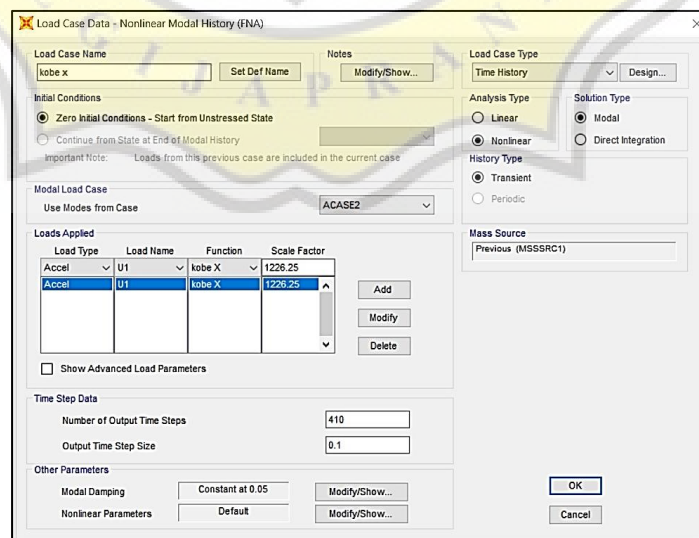 Load Case Data - Nonlinear Modal History (FNA)
Load Case Name
kobe x
Set Def Name
Notes
Modify/Show...
Load Case Type
Time History
Design...
Initial Conditions
Zero Initial Conditions - Start from Unstressed State
Continue from State at End of Modal History
Important Note: Loads from this previous case are included in the current case
Analysis Type
Linear
Nonlinear
Solution Type
Modal
Direct Integration
History Type
Transient
Periodic
Modal Load Case
Use Modes from Case
ACASE2
Loads Applied
Load Type Load Name Function Scale Factor
Accel U1 kobe X 1226.25
Accel U1 kobe X 1226.25
Add
Modify
Delete
Show Advanced Load Parameters
Mass Source
Previous (MSSSRC1)
Time Step Data
Number of Output Time Steps 410
Output Time Step Size 0.1
Other Parameters
Modal Damping Constant at 0.05 Modify/Show...
Nonlinear Parameters Default Modify/Show...
OK
Cancel